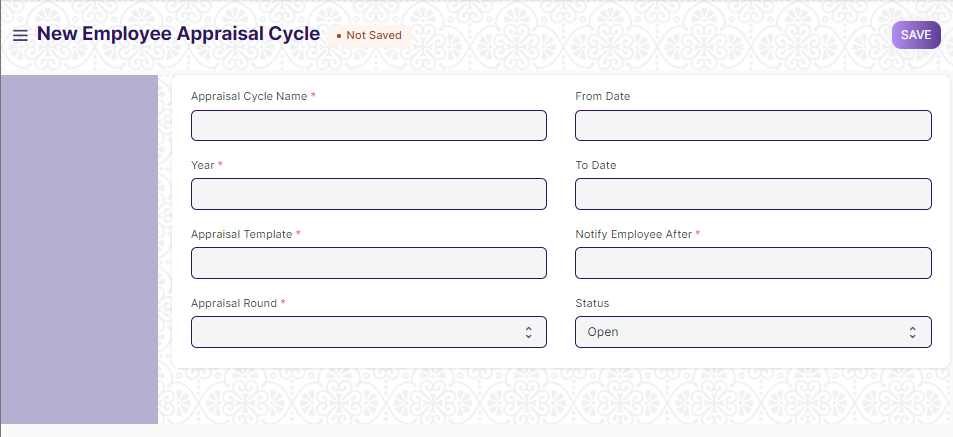 New Employee Appraisal Cycle
• Not Saved
SAVE
Appraisal Cycle Name *
From Date
Year *
To Date
Appraisal Template *
Notify Employee After *
Appraisal Round *
Status
Open